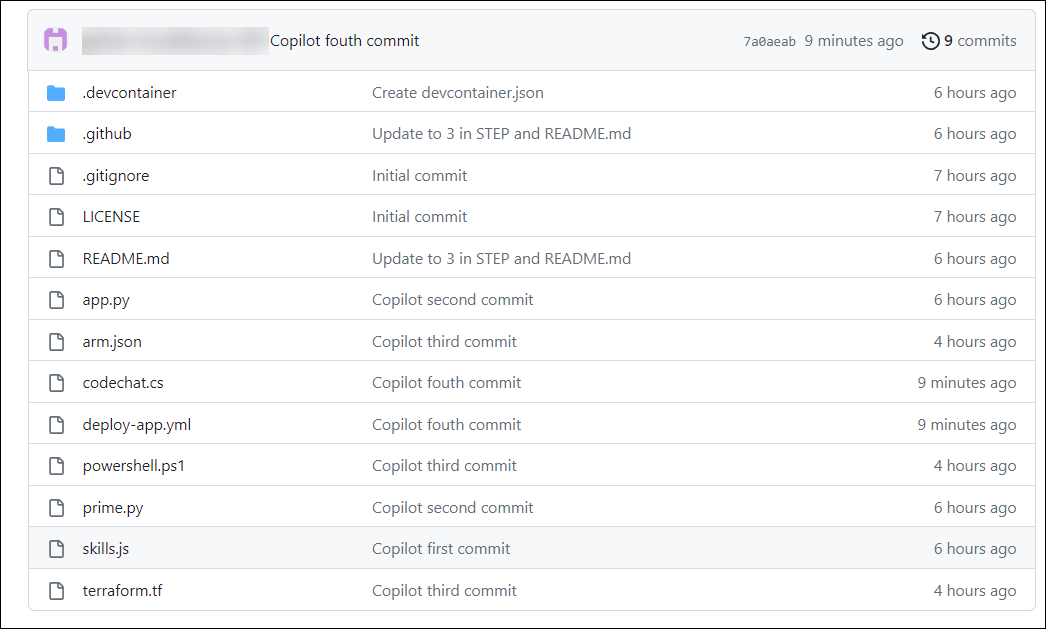 Copilot fouth commit 7a0aeab 9 minutes ago 9 commits
.devcontainer Create devcontainer.json 6 hours ago
.github Update to 3 in STEP and README.md 6 hours ago
.gitignore Initial commit 7 hours ago
LICENSE Initial commit 7 hours ago
README.md Update to 3 in STEP and README.md 6 hours ago
app.py Copilot second commit 6 hours ago
arm.json Copilot third commit 4 hours ago
codechat.cs Copilot fouth commit 9 minutes ago
deploy-app.yml Copilot fouth commit 9 minutes ago
powershell.ps1 Copilot third commit 4 hours ago
prime.py Copilot second commit 6 hours ago
skills.js Copilot first commit 6 hours ago
terraform.tf Copilot third commit 4 hours ago